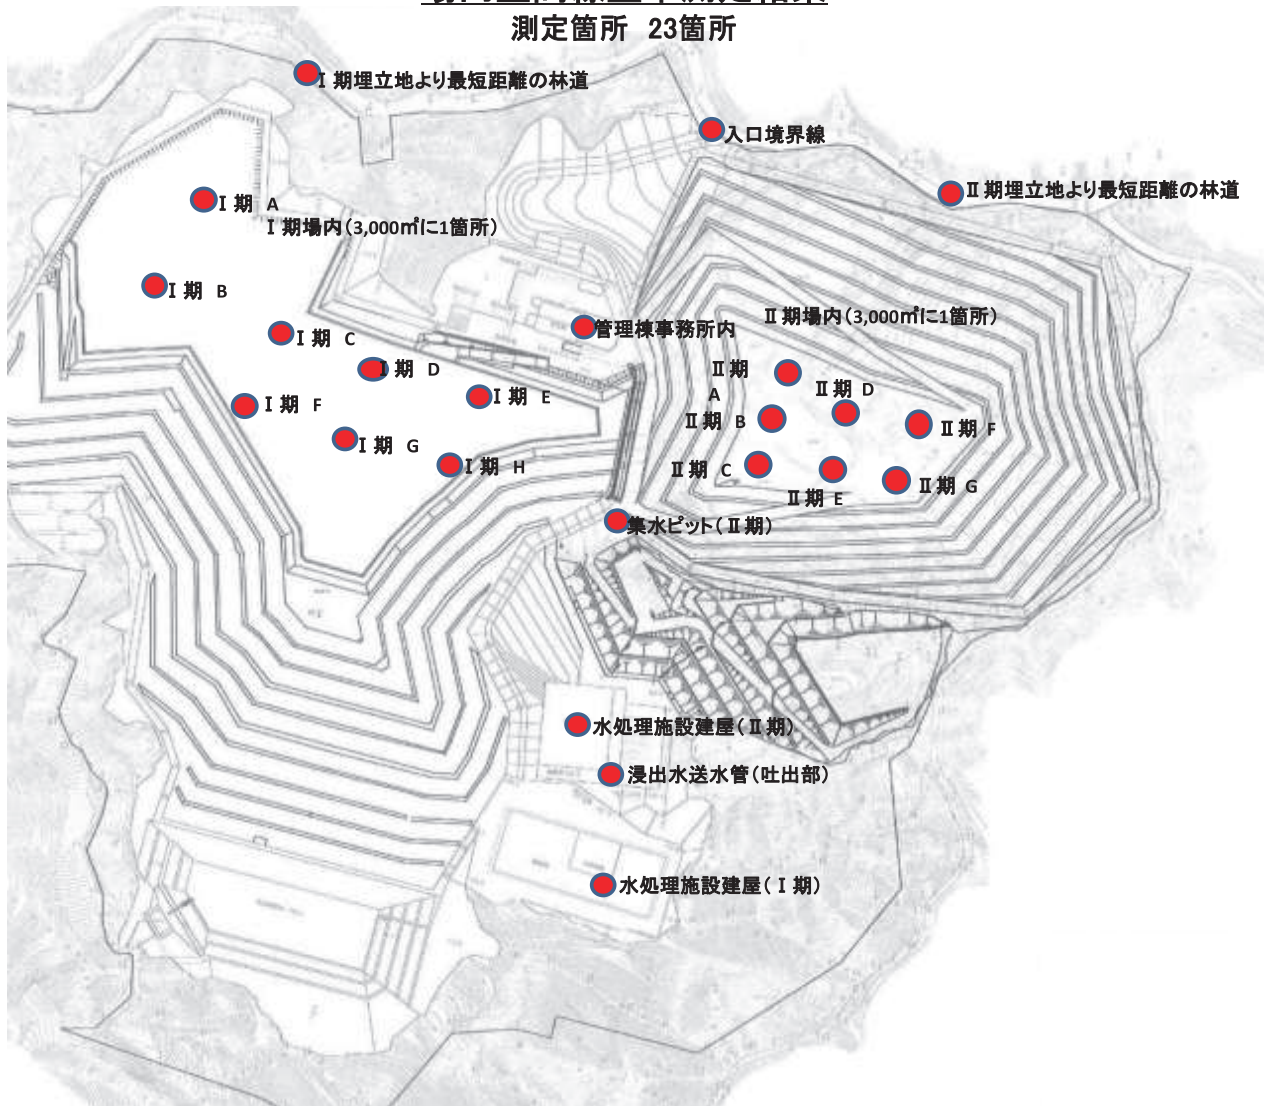 測定箇所 23箇所
Ⅰ期埋立地より最短距離の林道
入口境界線
Ⅱ期埋立地より最短距離の林道
Ⅰ期 A
Ⅰ期場内(3,000㎡に1箇所)
Ⅰ期 B
Ⅱ期場内(3,000㎡に1箇所)
管理棟事務所内
Ⅰ期 C
Ⅰ期 D
Ⅱ期
A
Ⅱ期 D
Ⅰ期 E
Ⅰ期 F
Ⅱ期 B
Ⅱ期 F
Ⅰ期 G
Ⅰ期 H
Ⅱ期 C
Ⅱ期 G
Ⅱ期 E
集水ピット(Ⅱ期)
水処理施設建屋(Ⅱ期)
浸出水送水管(吐出部)
水処理施設建屋(Ⅰ期)